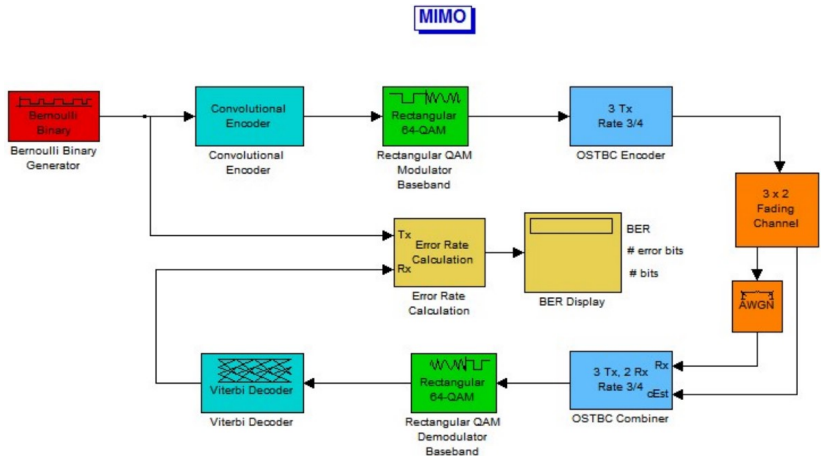 MIMO
Bernoulli
Binary
Bernoulli Binary
Generator
Convolutional
Encoder
Convolutional
Encoder
Rectangular
64-QAM
Rectangular QAM
Modulator
Baseband
3 Tx
Rate 3/4
OSTBC Encoder
3 x 2
Fading
Channel
Tx
Rx
Error Rate
Calculation
Error Rate
Calculation
BER
# error bits
# bits
BER Display
AWGN
Viterbi Decoder
Viterbi Decoder
Rectangular
64-QAM
Rectangular QAM
Demodulator
Baseband
3 Tx, 2 Rx
Rate 3/4
Rx
cEst
OSTBC Combiner